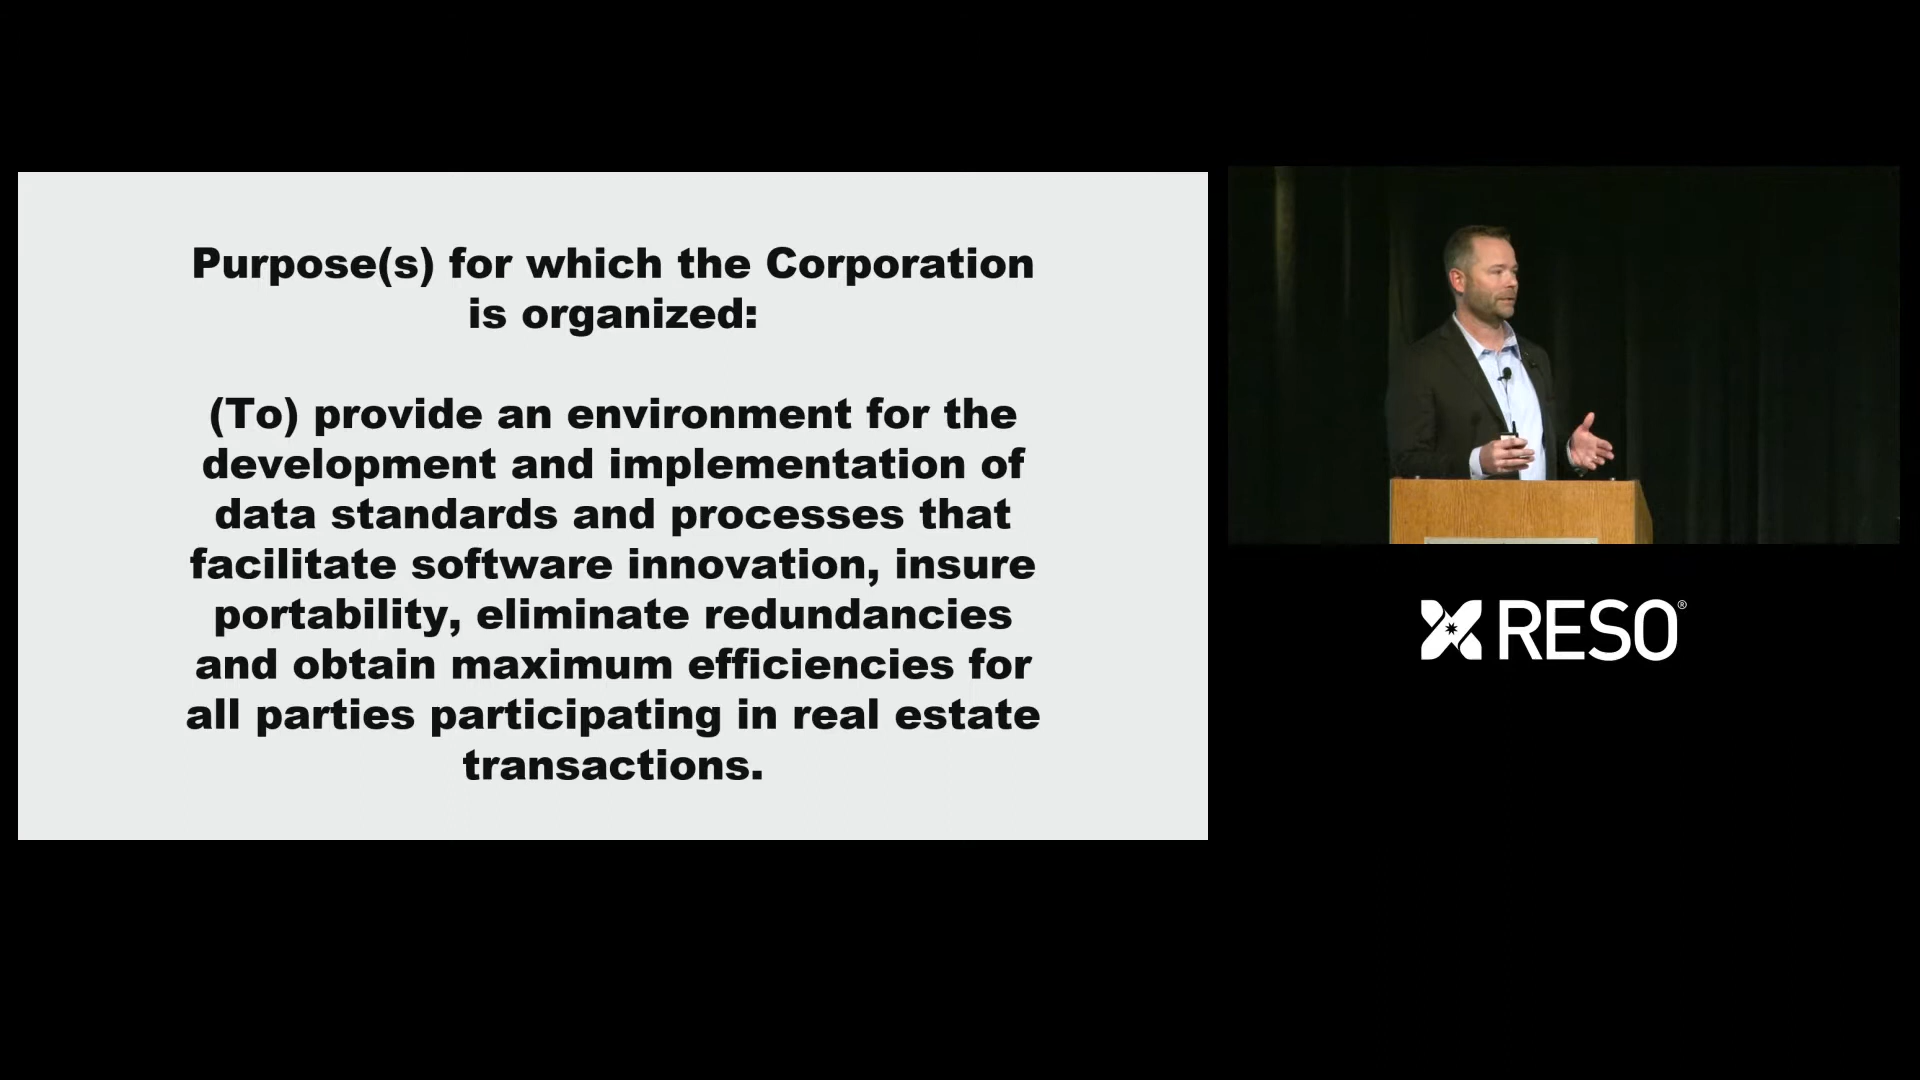 Purpose(s) for which the Corporation
is organized:
(To) provide an environment for the
development and implementation of
data standards and processes that
facilitate software innovation, insure
portability, eliminate redundancies
and obtain maximum efficiencies for
all parties participating in real estate
transactions.
RESO®